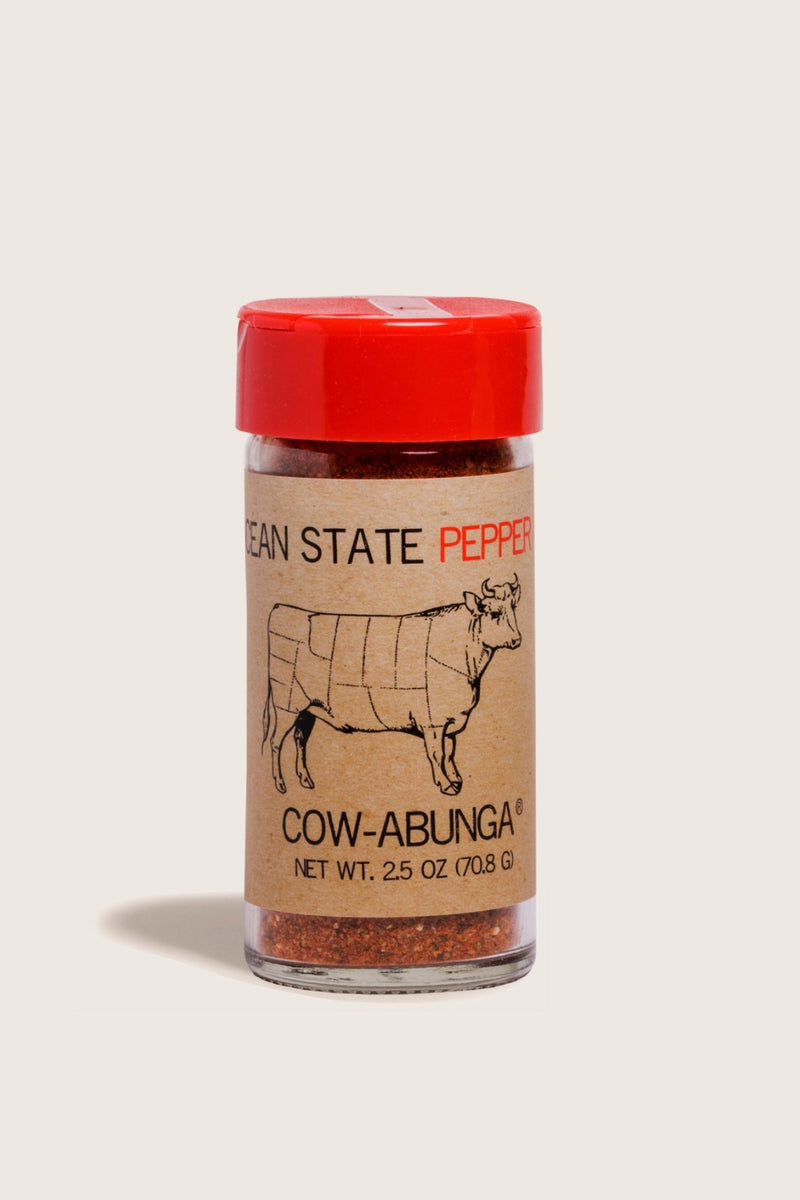 CEAN STATE PEPPER
COW-ABUNGA®
NET WT. 2.5 OZ (70.8 G)